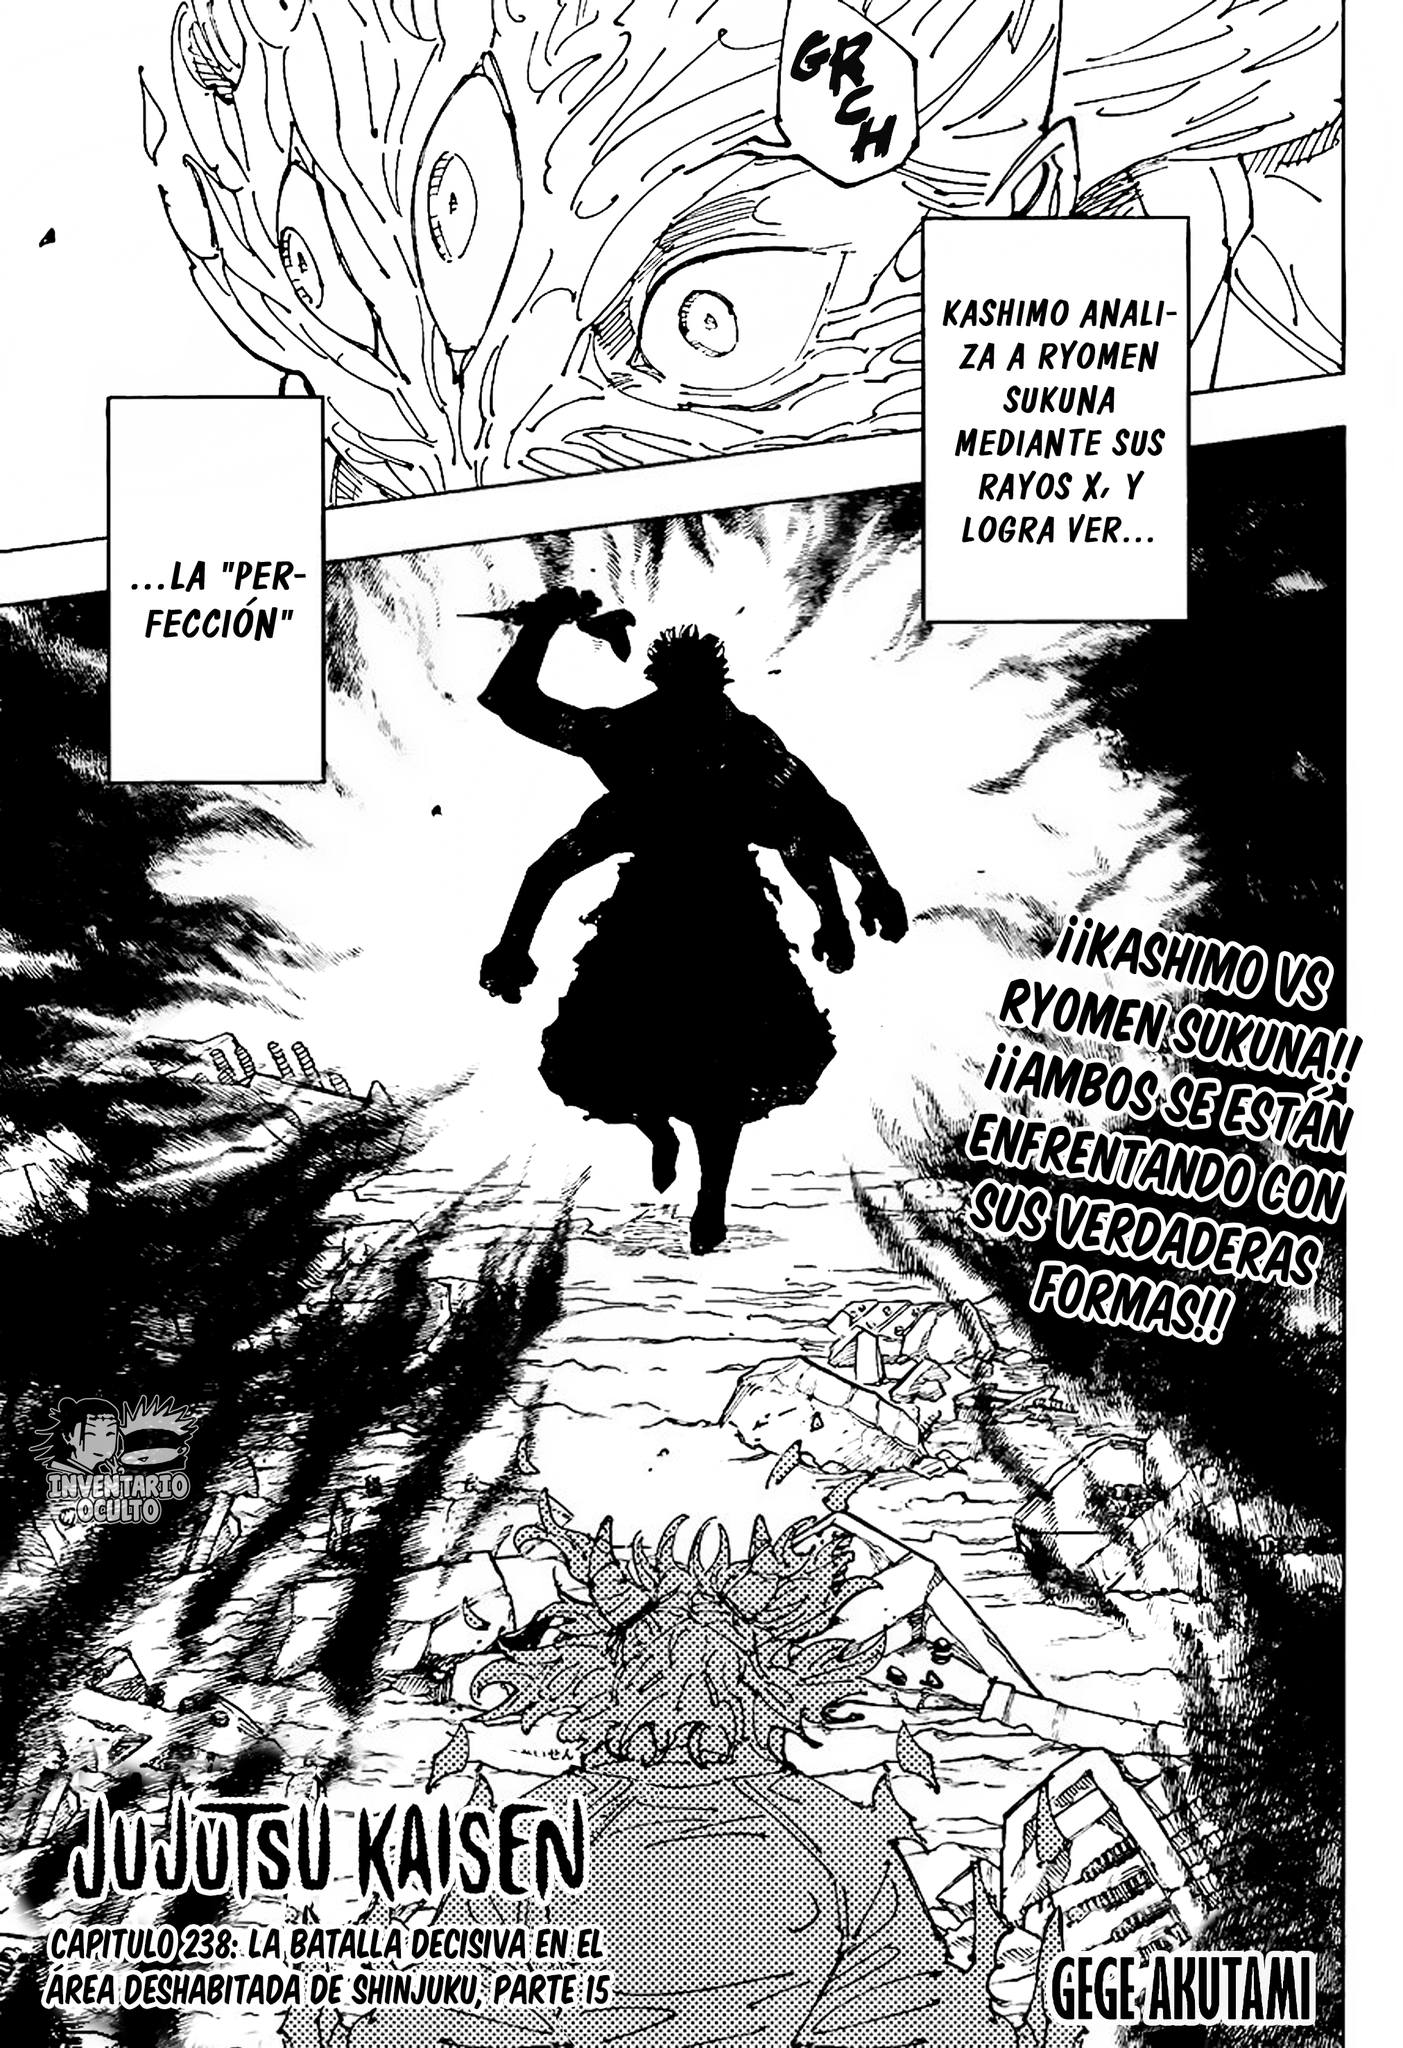 GRCH
KASHIMO ANALI-
ZA A RYOMEN
SUKUNA
MEDIANTE SUS
RAYOS X, Y
LOGRA VER...
...LA "PER-
FECCIÓN"
¡¡KASHIMO VS
RYOMEN SUKUNA!!
¡¡AMBOS SE ESTÁN
ENFRENTANDO CON
SUS VERDADERAS
FORMAS!!
INVENTARIO
OCULTO
JUJUTSU KAISEN
CAPITULO 238: LA BATALLA DECISIVA EN EL
ÁREA DESHABITADA DE SHINJUKU, PARTE 15
GEGE AKUTAMI